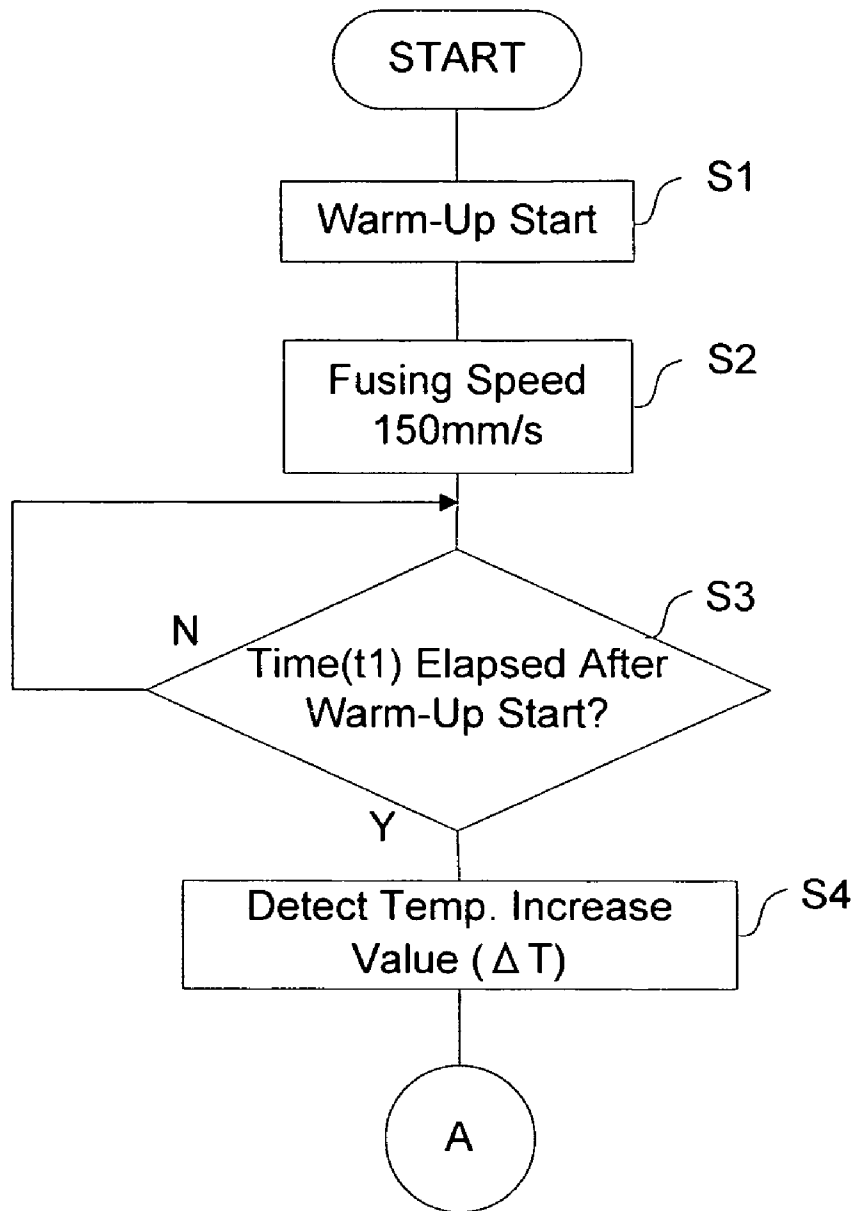 START
S1
Warm-Up Start
S2
Fusing Speed
150mm/s
S3
N
Time(t1) Elapsed After
Warm-Up Start?
Y
S4
Detect Temp. Increase
Value (ΔT)
A